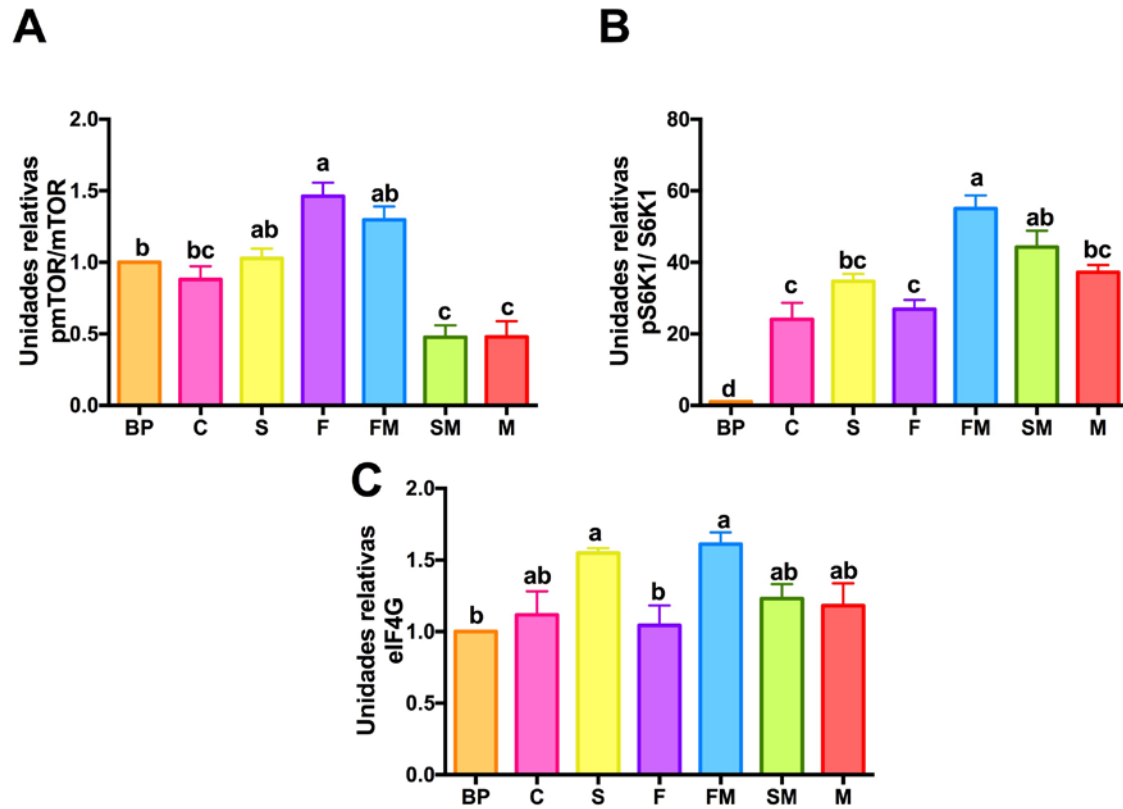 A
Unidades relativas
pmTOR/mTOR
2.0
1.5
1.0
0.5
0.0
b
bc
ab
a
ab
c
c
BP C S F FM SM M
B
Unidades relativas
pS6K1/ S6K1
80
60
40
20
0
d
c
bc
c
a
ab
bc
BP C S F FM SM M
C
Unidades relativas
eIF4G
2.0
1.5
1.0
0.5
0.0
b
ab
a
b
a
ab
ab
BP C S F FM SM M